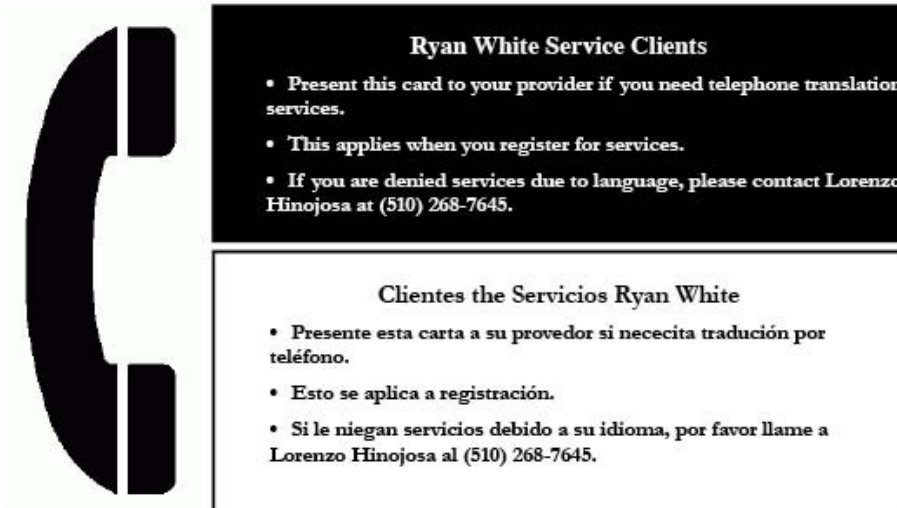 Ryan White Service Clients
• Present this card to your provider if you need telephone translation
services.
• This applies when you register for services.
• If you are denied services due to language, please contact Lorenzo
Hinojosa at (510) 268-7645.
Clientes the Servicios Ryan White
• Presente esta carta a su provedor si nececita tradución por
teléfono.
• Esto se aplica a registración.
• Si le niegan servicios debido a su idioma, por favor llame a
Lorenzo Hinojosa al (510) 268-7645.